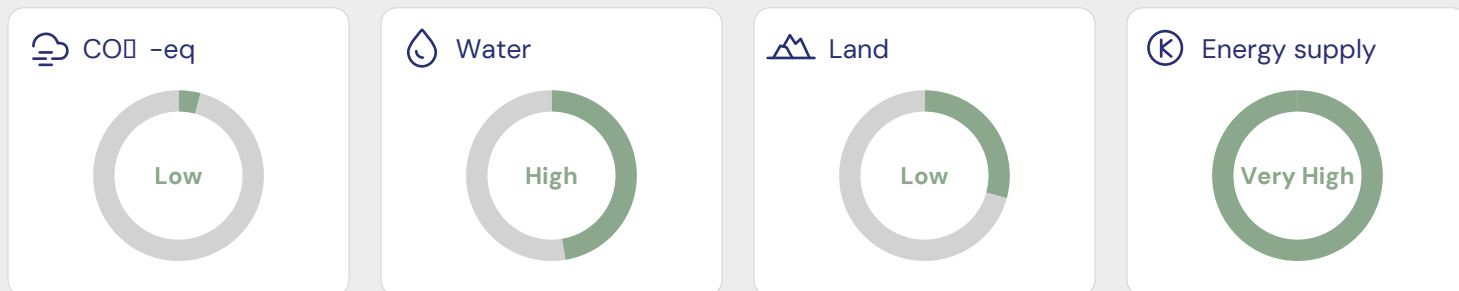 CO▯ -eq
Water
Land
Energy supply
Low
High
Low
Very High